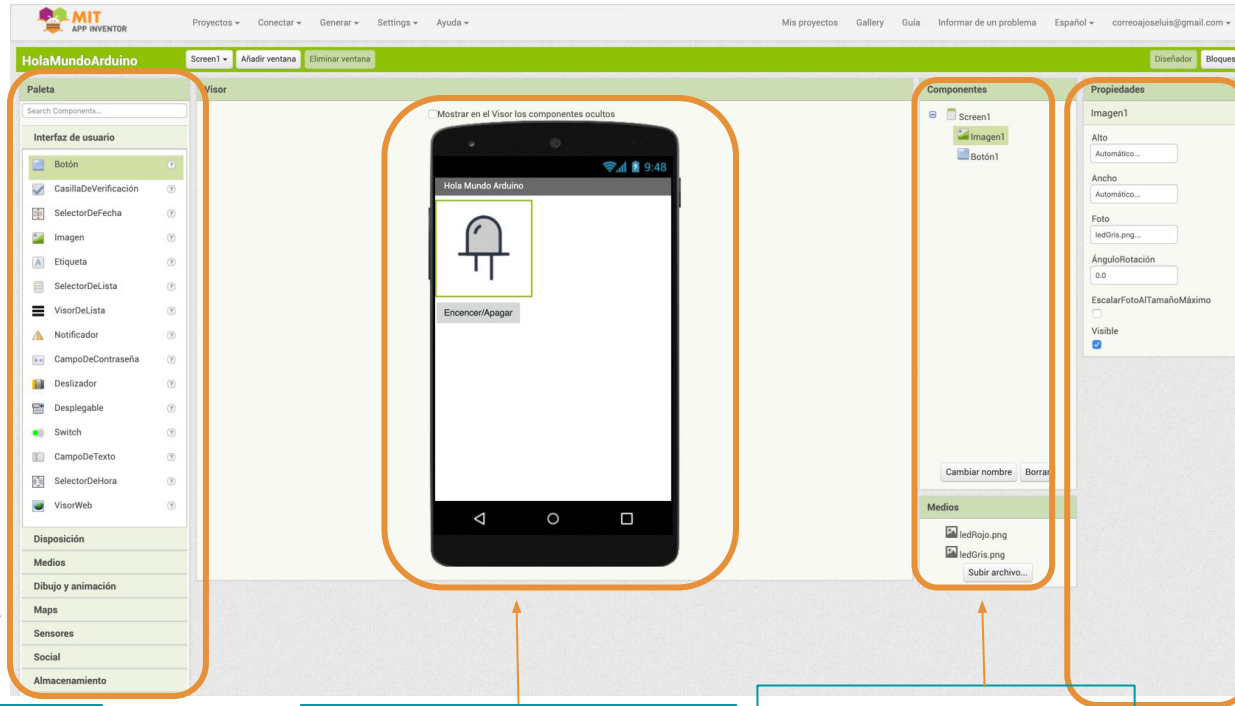 MIT
APP INVENTOR
Proyectos Conectar Generar Settings Ayuda
Mis proyectos Gallery Guía Informar de un problema Español correoajoseluis@gmail.com
HolaMundoArduino
Screen1 Añadir ventana Eliminar ventana
Diseñador Bloques
Paleta
Search Components...
Interfaz de usuario
Botón
CasillaDeVerificación
SelectorDeFecha
Imagen
Etiqueta
SelectorDeLista
VisorDeLista
Notificador
CampoDeContraseña
Deslizador
Desplegable
Switch
CampoDeTexto
SelectorDeHora
VisorWeb
Disposición
Medios
Dibujo y animación
Maps
Sensores
Social
Almacenamiento
Visor
Mostrar en el Visor los componentes ocultos
9:48
Hola Mundo Arduino
Encencer/Apagar
Componentes
Screen1
Imagen1
Botón1
Cambiar nombre Borrar
Medios
ledRojo.png
ledGris.png
Subir archivo...
Propiedades
Imagen1
Alto
Automático...
Ancho
Automático...
Foto
ledGris.png...
ÁnguloRotación
0.0
EscalarFotoAlTamañoMáximo
Visible